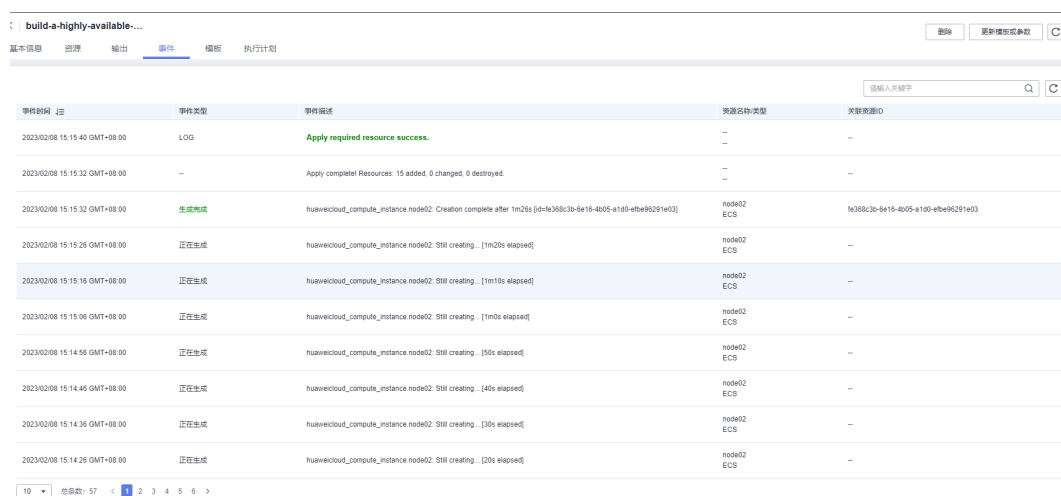 build-a-highly-available-...
删除
更新模板或参数
基本信息 资源 输出 事件 模板 执行计划
请输入关键字
事件时间 事件类型 事件描述 资源名称/类型 关联资源ID
2023/02/08 15:15:40 GMT+08:00 LOG Apply required resource success. -- -- --
2023/02/08 15:15:32 GMT+08:00 -- Apply complete! Resources: 15 added, 0 changed, 0 destroyed. -- -- --
2023/02/08 15:15:32 GMT+08:00 生成完成 huaweicloud_compute_instance.node02: Creation complete after 1m26s [id=fe368c3b-6e16-4b05-a1d0-efbe96291e03] node02 ECS fe368c3b-6e16-4b05-a1d0-efbe96291e03
2023/02/08 15:15:26 GMT+08:00 正在生成 huaweicloud_compute_instance.node02: Still creating... [1m20s elapsed] node02 ECS --
2023/02/08 15:15:16 GMT+08:00 正在生成 huaweicloud_compute_instance.node02: Still creating... [1m10s elapsed] node02 ECS --
2023/02/08 15:15:06 GMT+08:00 正在生成 huaweicloud_compute_instance.node02: Still creating... [1m0s elapsed] node02 ECS --
2023/02/08 15:14:56 GMT+08:00 正在生成 huaweicloud_compute_instance.node02: Still creating... [50s elapsed] node02 ECS --
2023/02/08 15:14:46 GMT+08:00 正在生成 huaweicloud_compute_instance.node02: Still creating... [40s elapsed] node02 ECS --
2023/02/08 15:14:36 GMT+08:00 正在生成 huaweicloud_compute_instance.node02: Still creating... [30s elapsed] node02 ECS --
2023/02/08 15:14:26 GMT+08:00 正在生成 huaweicloud_compute_instance.node02: Still creating... [20s elapsed] node02 ECS --
10 总条数: 57 < 1 2 3 4 5 6 >